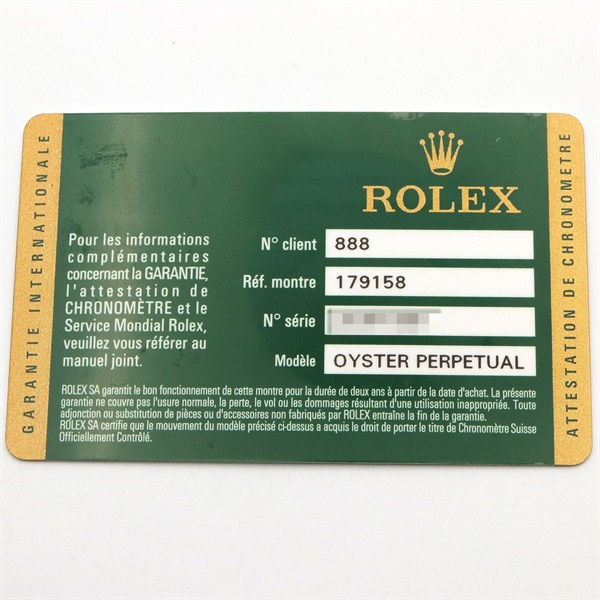 GARANTIE INTERNATIONALE
ROLEX
Pour les informations
complémentaires
concernant la GARANTIE,
l'attestation de
CHRONOMÈTRE et le
Service Mondial Rolex,
veuillez vous référer au
manuel joint.
N° client 888
Réf. montre 179158
N° série
Modèle OYSTER PERPETUAL
ROLEX SA garantit le bon fonctionnement de cette montre pour la durée de deux ans à partir de la date d'achat. La présente
garantie ne couvre pas l'usure normale, la perte, le vol ou les dommages résultant d'une utilisation inappropriée. Toute
adjonction ou substitution de pièces ou d'accessoires non fabriqués par ROLEX entraîne la fin de la garantie.
ROLEX SA certifie que le mouvement du modèle précisé ci-dessus a acquis le droit de porter le titre de Chronomètre Suisse
Officiellement Contrôlé.
ATTESTATION DE CHRONOMETRE